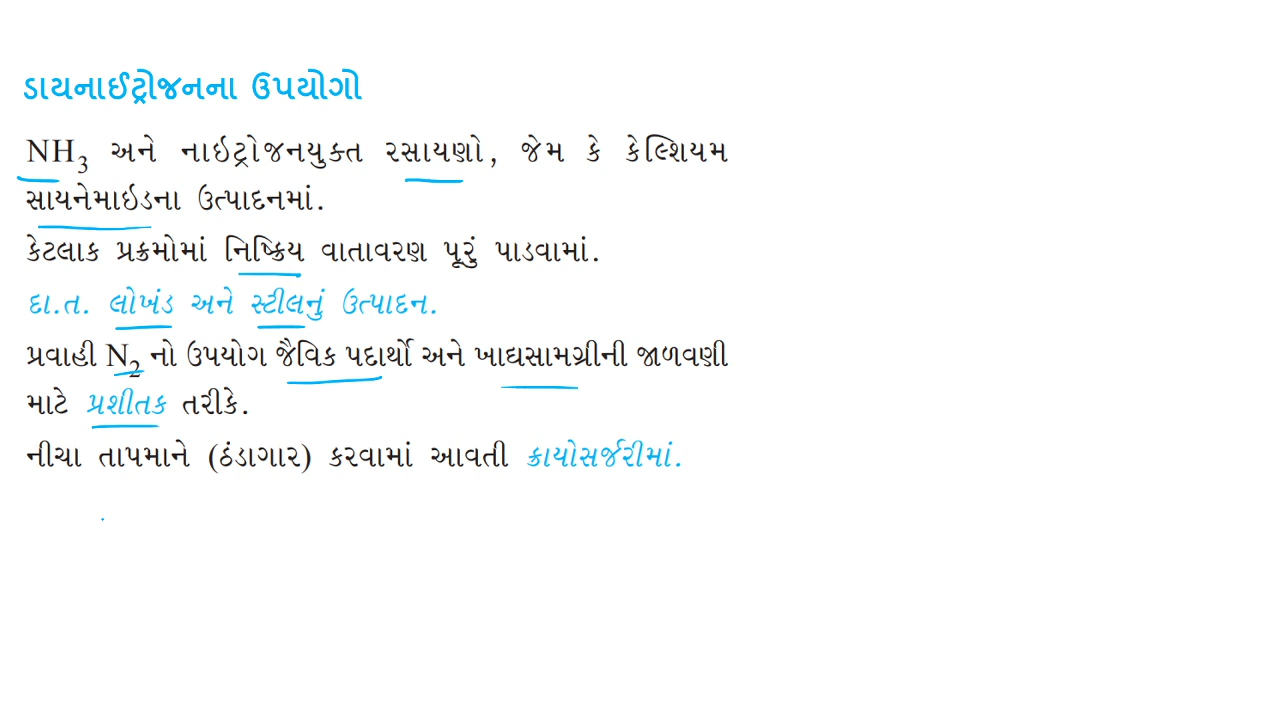 ડાયનાઈટ્રોજનના ઉપયોગો
NH₃ અને નાઇટ્રોજનયુક્ત રસાયણો, જેમ કે કેલ્શિયમ
સાયનેમાઇડના ઉત્પાદનમાં.
કેટલાક પ્રક્રમોમાં નિષ્ક્રિય વાતાવરણ પૂરું પાડવામાં.
દા.ત. લોખંડ અને સ્ટીલનું ઉત્પાદન.
પ્રવાહી N₂ નો ઉપયોગ જૈવિક પદાર્થો અને ખાદ્યસામગ્રીની જાળવણી
માટે પ્રશીતક તરીકે.
નીચા તાપમાને (ઠંડાગાર) કરવામાં આવતી ક્રાયોસર્જરીમાં.